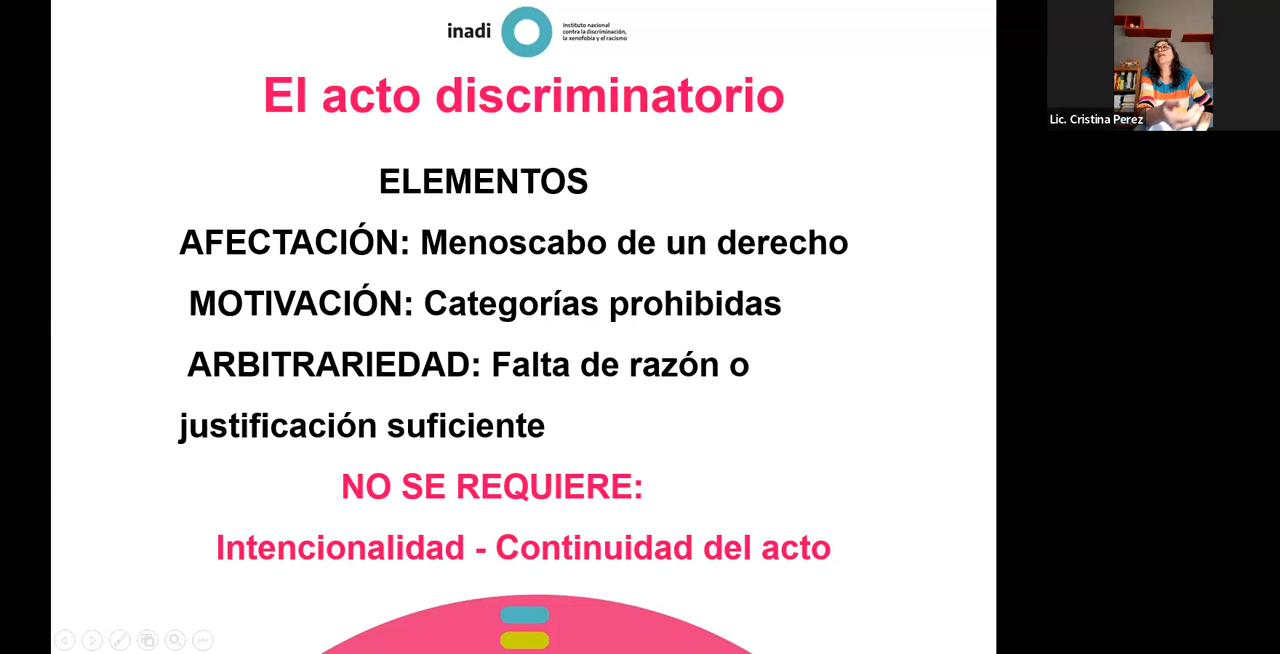 inadi
Instituto nacional
contra la discriminación,
la xenofobia y el racismo
El acto discriminatorio
ELEMENTOS
AFECTACIÓN: Menoscabo de un derecho
MOTIVACIÓN: Categorías prohibidas
ARBITRARIEDAD: Falta de razón o
justificación suficiente
NO SE REQUIERE:
Intencionalidad - Continuidad del acto
Lic. Cristina Perez